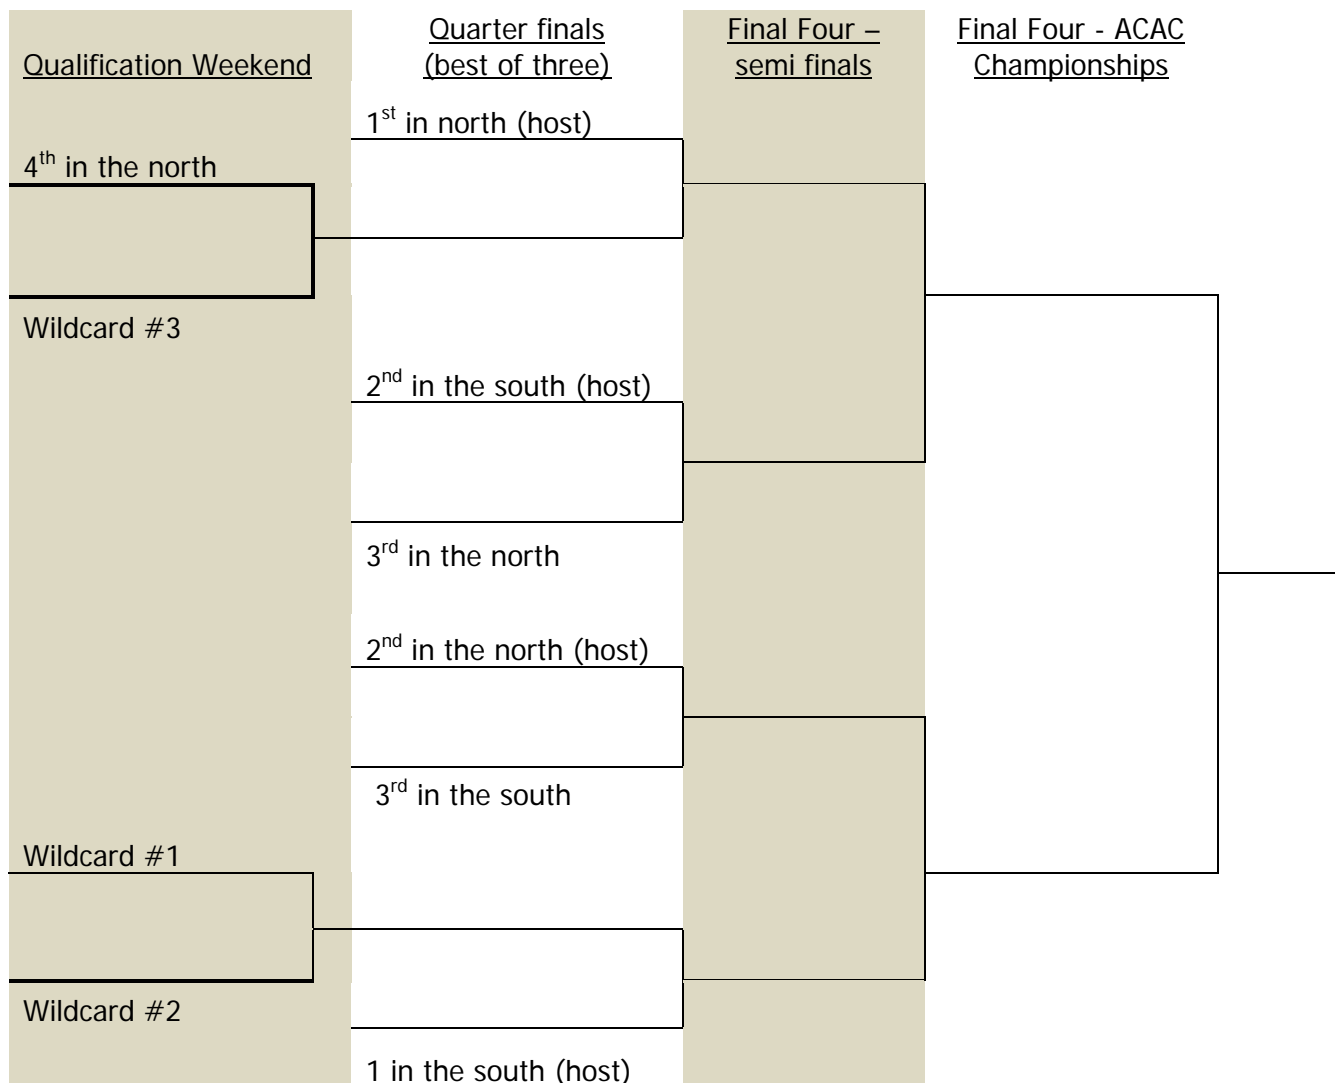 Qualification Weekend
Quarter finals
(best of three)
Final Four –
semi finals
Final Four - ACAC
Championships
1st in north (host)
4th in the north
Wildcard #3
2nd in the south (host)
3rd in the north
2nd in the north (host)
3rd in the south
Wildcard #1
Wildcard #2
1 in the south (host)